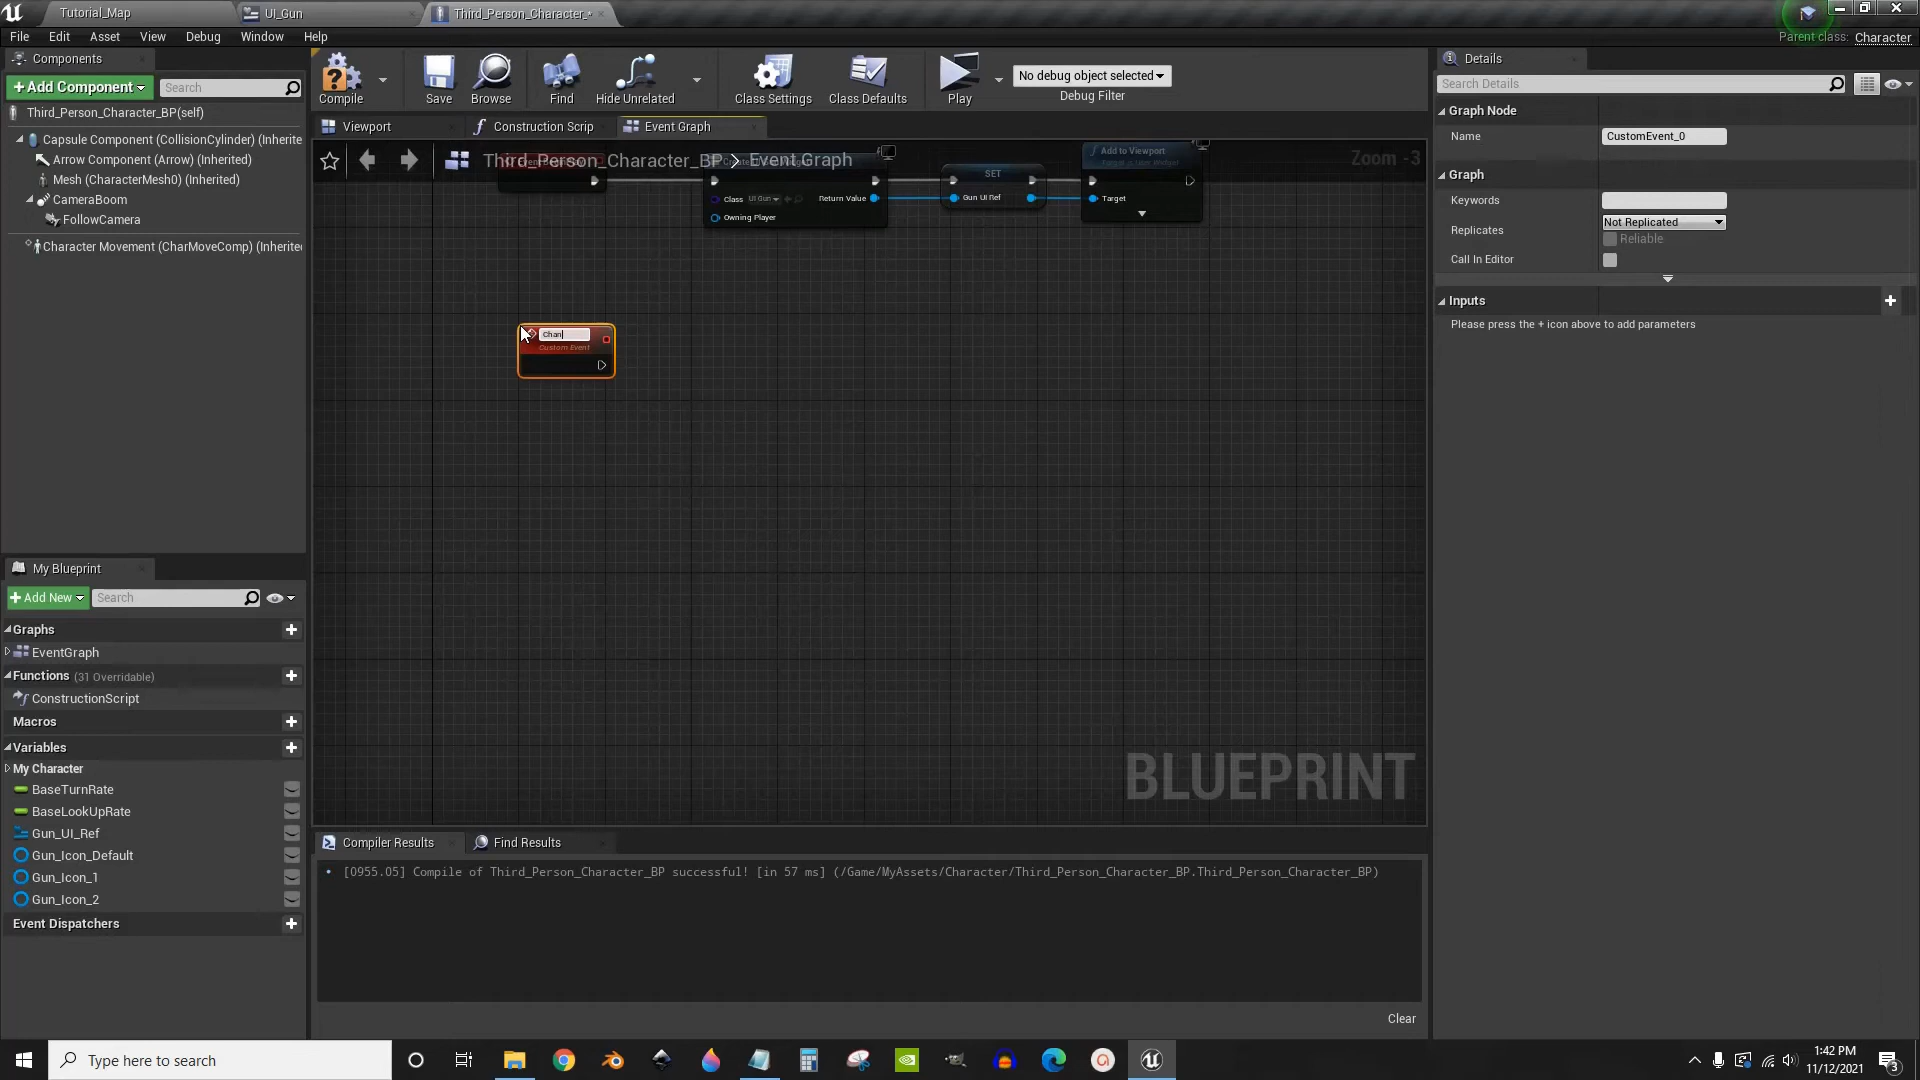 Tutorial_Map
UI_Gun
Third_Person_Character_*
File Edit Asset View Debug Window Help
Parent class: Character
Components
+Add Component
Search
Third_Person_Character_BP(self)
Capsule Component (CollisionCylinder) (Inherite
Arrow Component (Arrow) (Inherited)
Mesh (CharacterMesh0) (Inherited)
CameraBoom
FollowCamera
Character Movement (CharMoveComp) (Inherite
My Blueprint
+Add New
Search
Graphs
EventGraph
Functions (31 Overridable)
ConstructionScript
Macros
Variables
My Character
BaseTurnRate
BaseLookUpRate
Gun_UI_Ref
Gun_Icon_Default
Gun_Icon_1
Gun_Icon_2
Event Dispatchers
Compile
Save
Browse
Find
Hide Unrelated
Class Settings
Class Defaults
Play
No debug object selected
Debug Filter
Viewport
Construction Scrip
Event Graph
Third_Person_Character_BP > Event Graph
Zoom -3
Class UI Gun
Return Value
Owning Player
SET
Gun UI Ref
Add to Viewport
Target is User Widget
Target
Chan
Custom Event
BLUEPRINT
Compiler Results
Find Results
[0955.05] Compile of Third_Person_Character_BP successful! [in 57 ms] (/Game/MyAssets/Character/Third_Person_Character_BP.Third_Person_Character_BP)
Clear
Details
Search Details
Graph Node
Name
CustomEvent_0
Graph
Keywords
Replicates
Not Replicated
Reliable
Call In Editor
Inputs
Please press the + icon above to add parameters
Type here to search
1:42 PM
11/12/2021
3